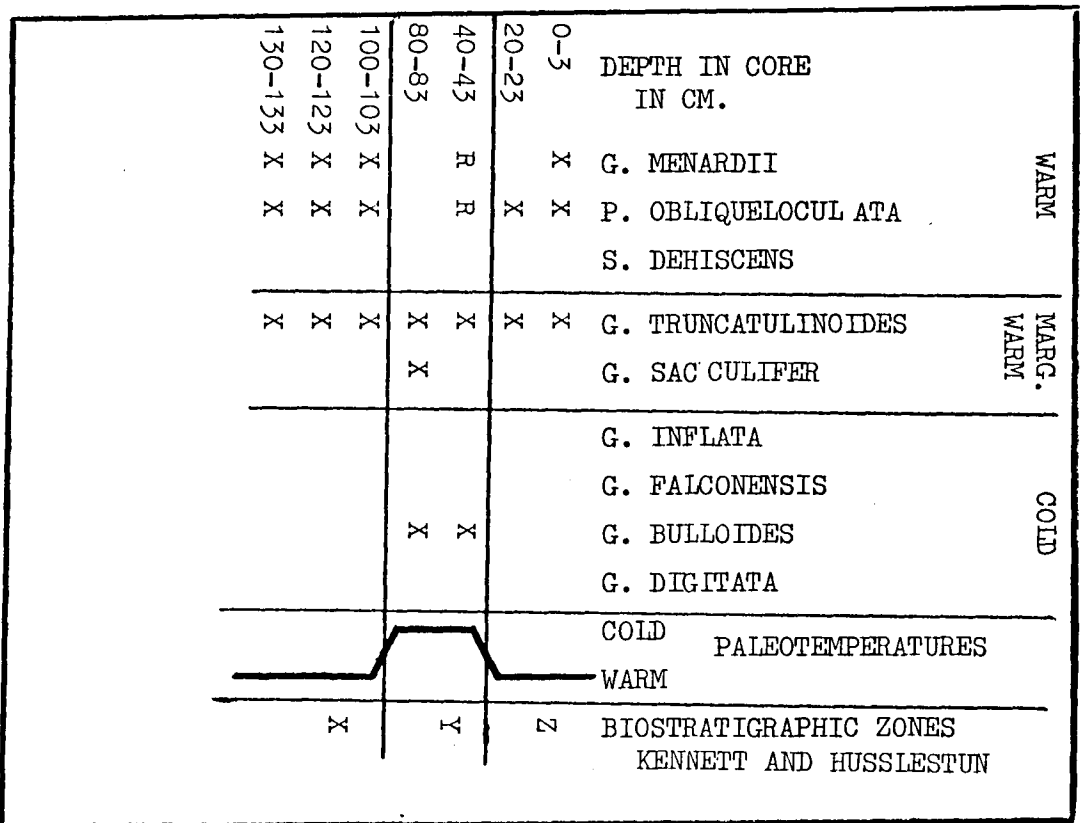 130-133 120-123 100-103 80-83 40-43 20-23 0-3 DEPTH IN CORE
IN CM.
WARM
X X X R X G. MENARDII
X X X R X X P. OBLIQUELOCULATA
S. DEHISCENS
MARG.
WARM
X X X X X X X G. TRUNCATULINOIDES
X G. SACCULIFER
COLD
G. INFLATA
G. FALCONENSIS
X X G. BULLOIDES
G. DIGITATA
COLD
PALEOTEMPERATURES
WARM
X Y Z BIOSTRATIGRAPHIC ZONES
KENNETT AND HUSSLESTUN